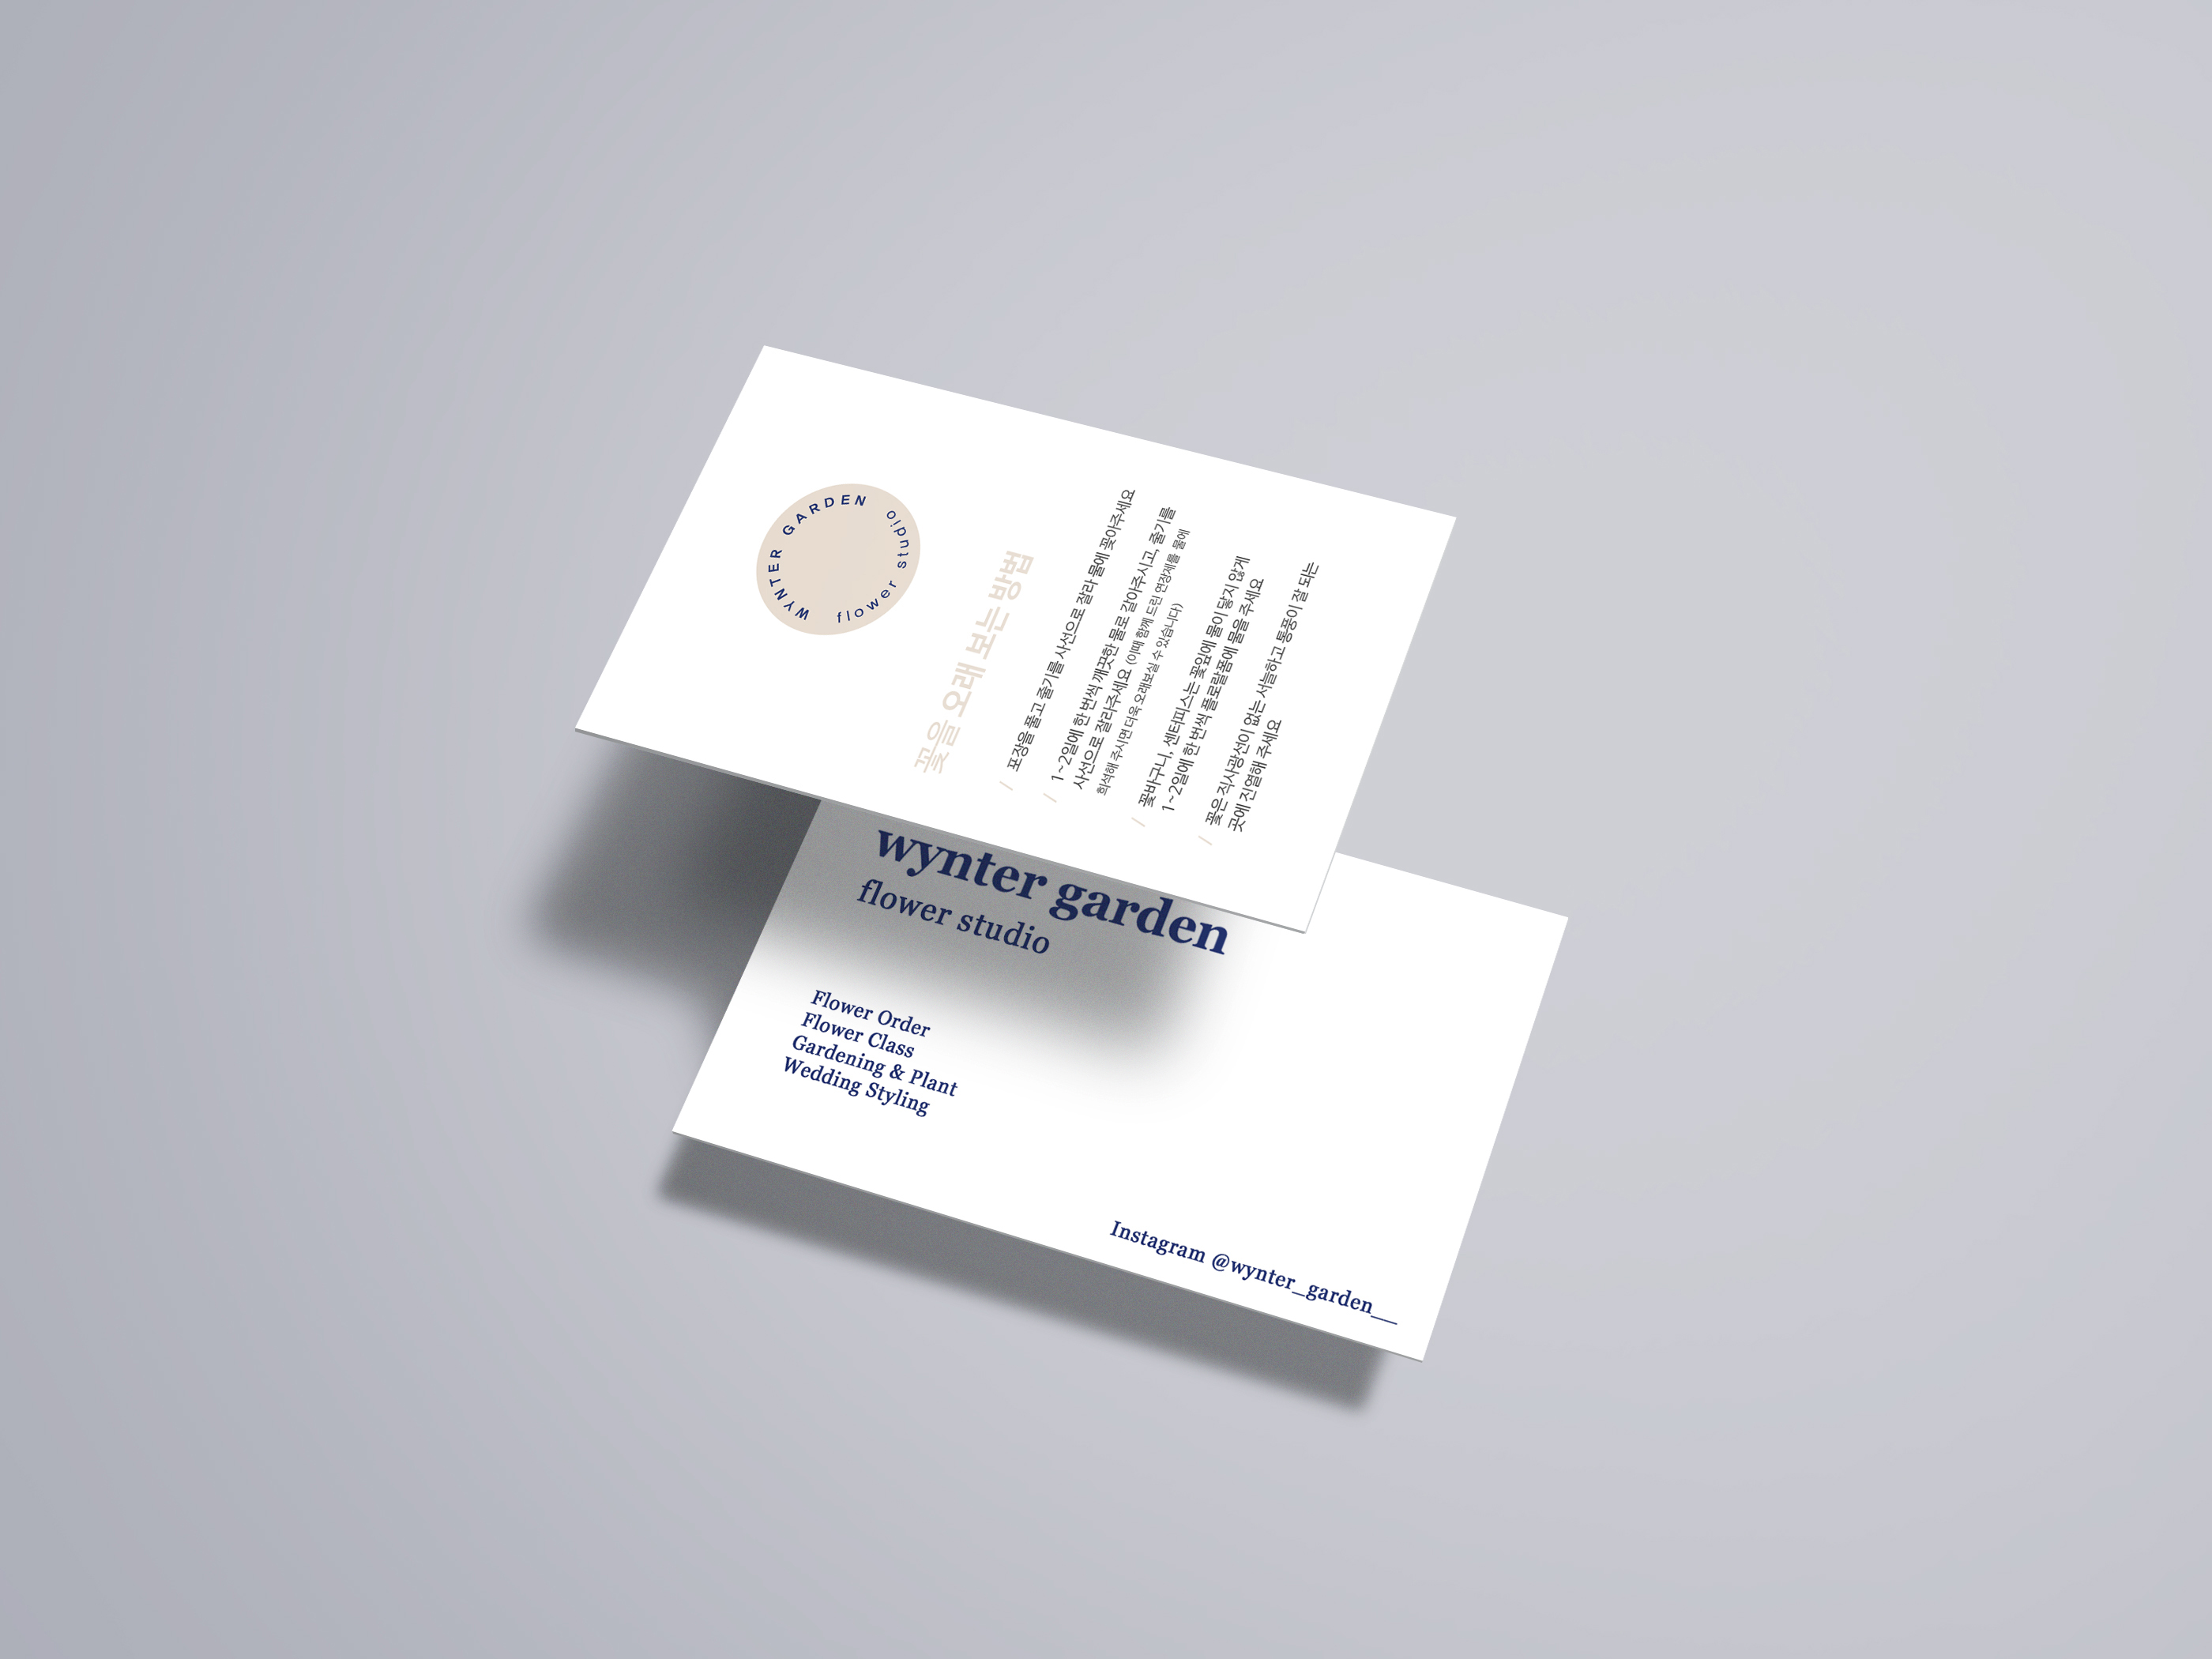 WYNTER GARDEN
flower studio
꽃을 오래 보는 방법
/ 포장을 풀고 줄기를 사선으로 잘라 물에 꽂아주세요
/ 1~2일에 한 번씩 깨끗한 물로 갈아주시고, 줄기를
사선으로 잘라주세요 (이때 함께 드린 연장제를 물에
희석해 주시면 더욱 오래보실 수 있습니다)
/ 꽃바구니, 센터피스는 꽃잎에 물이 닿지 않게
1~2일에 한 번씩 플로랄폼에 물을 주세요
/ 꽃은 직사광선이 없는 서늘하고 통풍이 잘 되는
곳에 진열해 주세요
wynter garden
flower studio
Flower Order
Flower Class
Gardening & Plant
Wedding Styling
Instagram @wynter_garden__